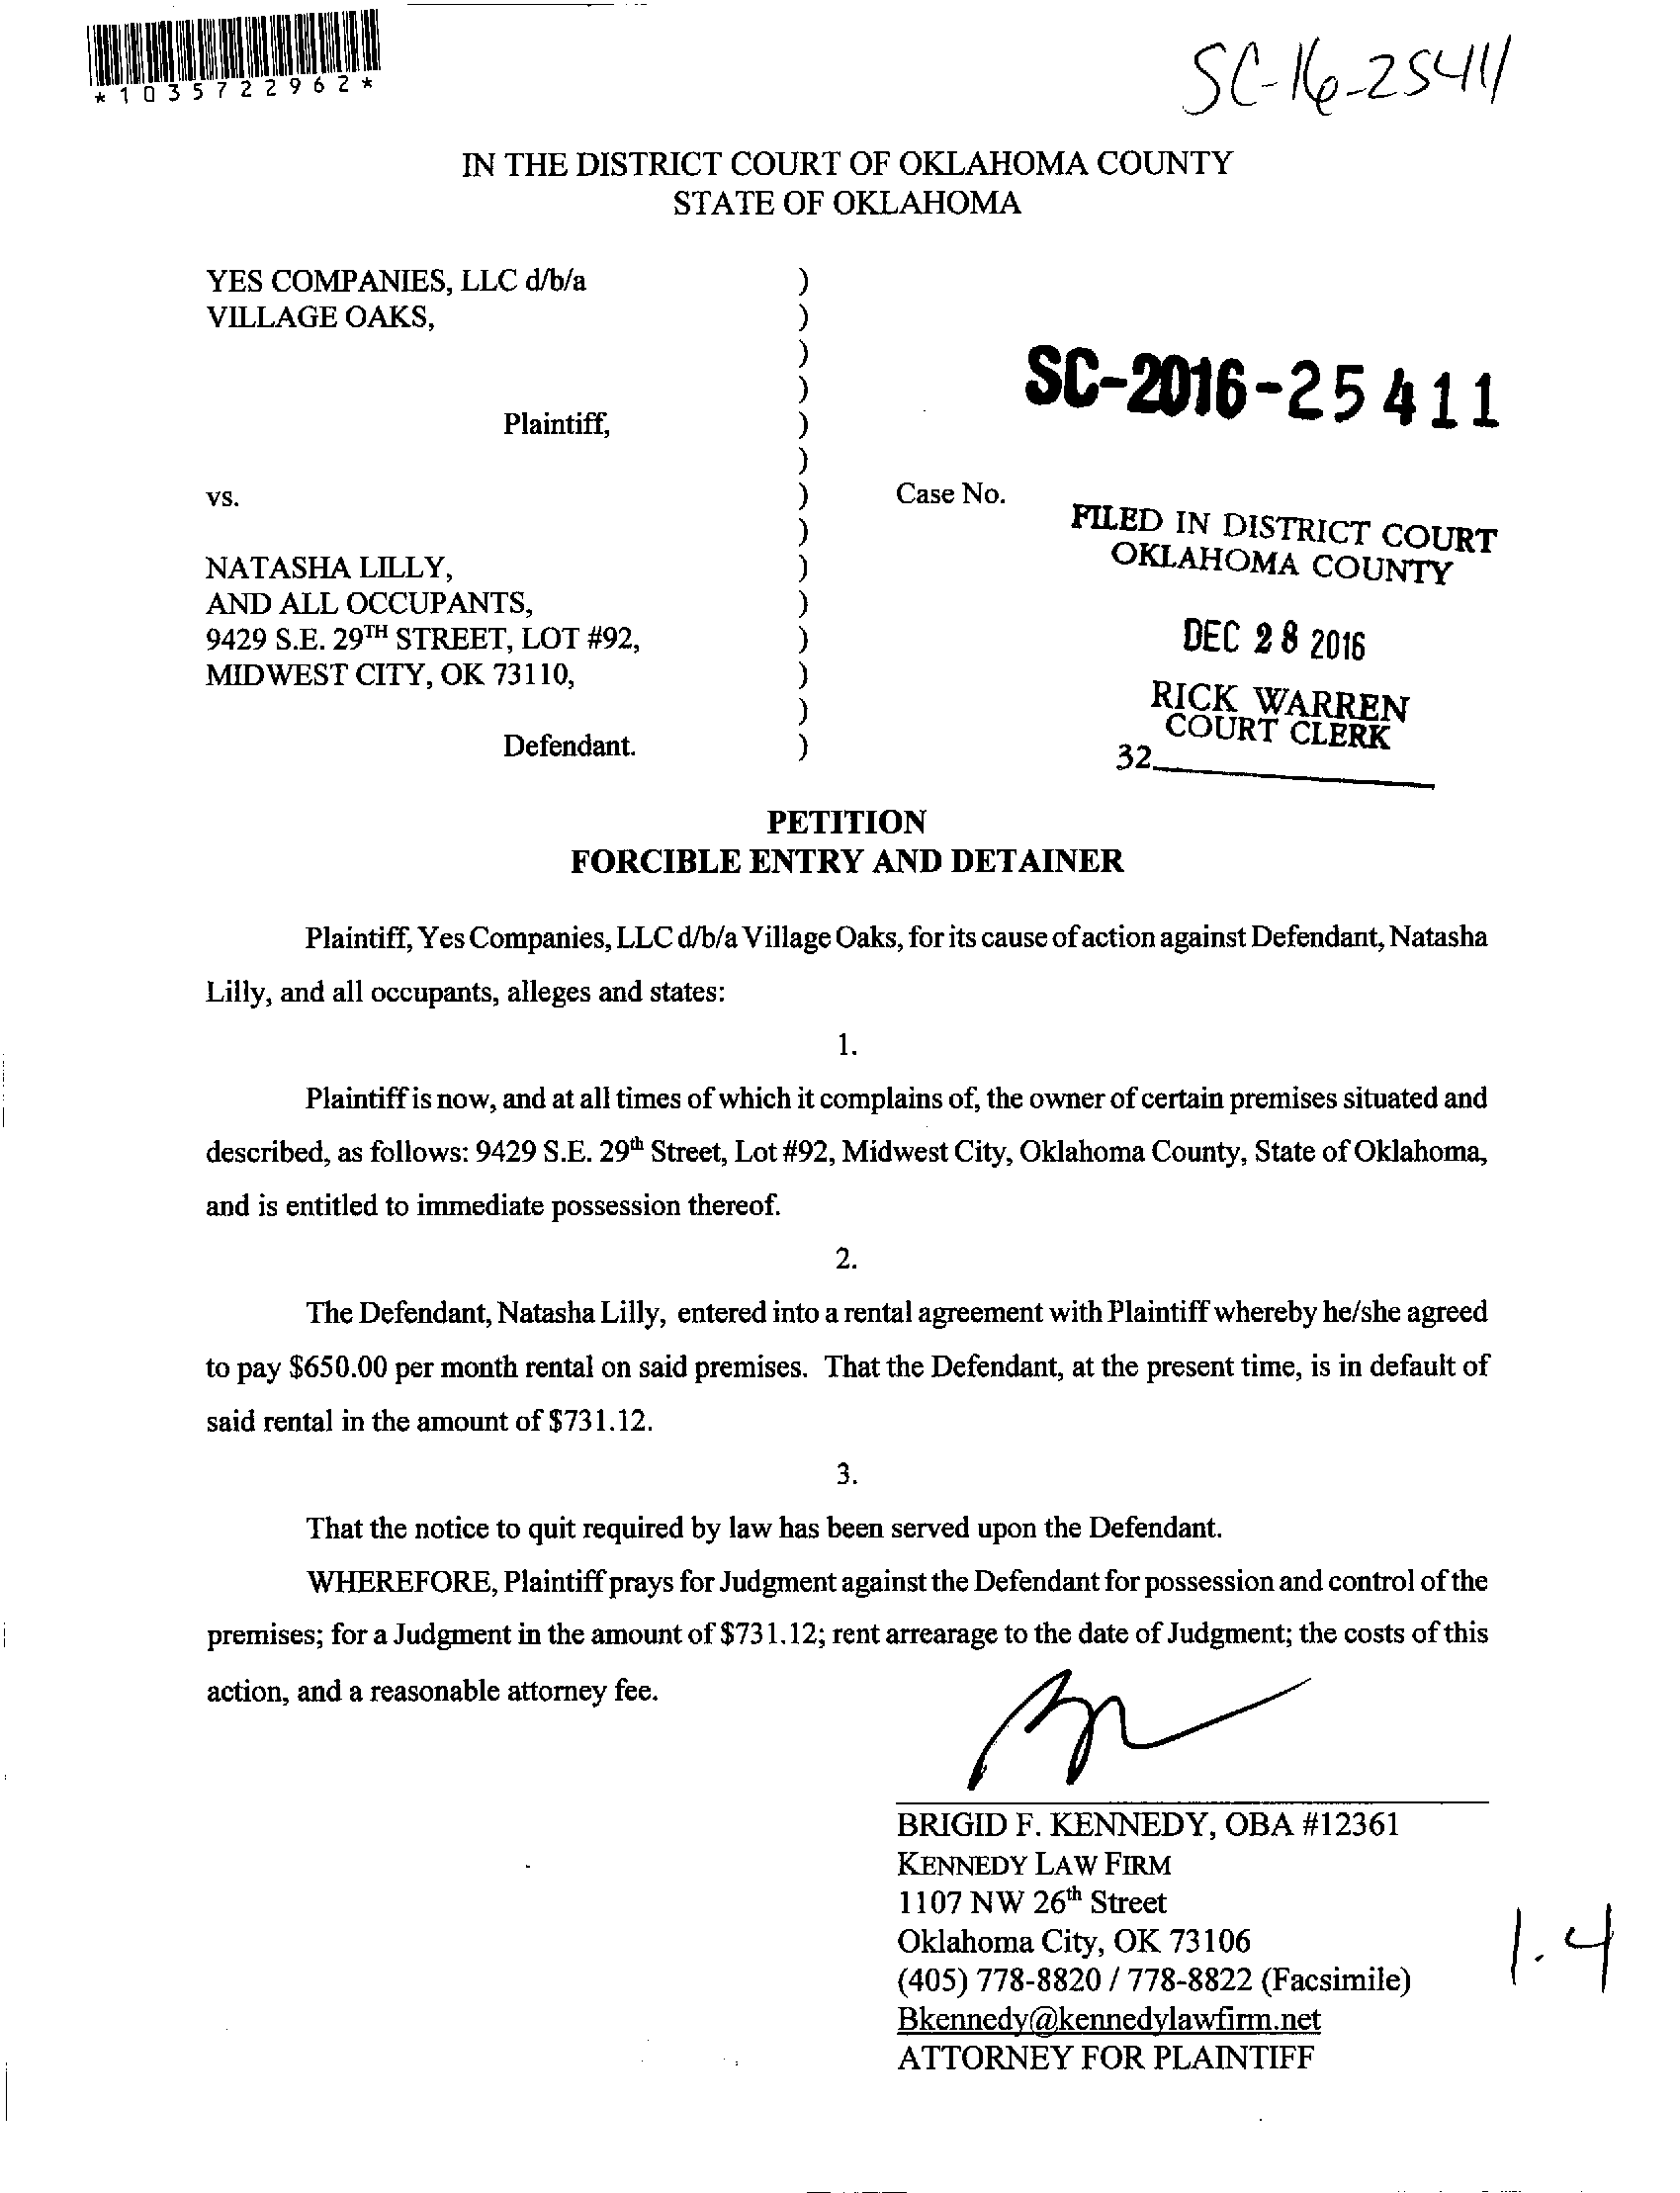 *1035722962*
SC-16-25411
IN THE DISTRICT COURT OF OKLAHOMA COUNTY
STATE OF OKLAHOMA
YES COMPANIES, LLC d/b/a )
VILLAGE OAKS, )
)
)
SC-2016-25411
Plaintiff, )
)
vs. ) Case No.
)
FILED IN DISTRICT COURT
OKLAHOMA COUNTY
NATASHA LILLY, )
AND ALL OCCUPANTS, )
9429 S.E. 29TH STREET, LOT #92, )
DEC 28 2016
MIDWEST CITY, OK 73110, )
)
RICK WARREN
COURT CLERK
Defendant. )
32
PETITION
FORCIBLE ENTRY AND DETAINER
Plaintiff, Yes Companies, LLC d/b/a Village Oaks, for its cause of action against Defendant, Natasha
Lilly, and all occupants, alleges and states:
1.
Plaintiff is now, and at all times of which it complains of, the owner of certain premises situated and
described, as follows: 9429 S.E. 29th Street, Lot #92, Midwest City, Oklahoma County, State of Oklahoma,
and is entitled to immediate possession thereof.
2.
The Defendant, Natasha Lilly, entered into a rental agreement with Plaintiff whereby he/she agreed
to pay $650.00 per month rental on said premises. That the Defendant, at the present time, is in default of
said rental in the amount of $731.12.
3.
That the notice to quit required by law has been served upon the Defendant.
WHEREFORE, Plaintiff prays for Judgment against the Defendant for possession and control of the
premises; for a Judgment in the amount of $731.12; rent arrearage to the date of Judgment; the costs of this
action, and a reasonable attorney fee.
BRIGID F. KENNEDY, OBA #12361
KENNEDY LAW FIRM
1107 NW 26th Street
Oklahoma City, OK 73106
(405) 778-8820 / 778-8822 (Facsimile)
Bkennedy@kennedylawfirm.net
ATTORNEY FOR PLAINTIFF
1.4